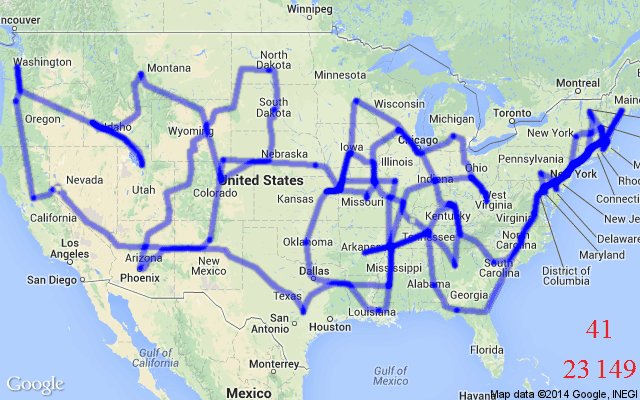 Winnipeg
ancouver
Washington
Montana
North
Dakota
Minnesota
Montreal
Maine
Oregon
Idaho
Wyoming
South
Dakota
Wisconsin
Michigan
Toronto
New York
Nebraska
Iowa
Chicago
Illinois
Indiana
Ohio
Pennsylvania
New York
Rhod
Connectic
New Jersey
Delaware
Maryland
Nevada
Utah
Colorado
United States
Kansas
Missouri
Kentucky
West
Virginia
Virginia
California
Los
Angeles
San Diego
Arizona
Phoenix
New
Mexico
Oklahoma
Arkansas
Tennessee
North
Carolina
South
Carolina
District of
Columbia
Dallas
Texas
Mississippi
Alabama
Georgia
San
Antonio
Houston
Louisiana
Florida
41
Gulf of
California
Monterrey
Gulf of
Mexico
23 149
Google
Mexico
Havana
Map data ©2014 Google, INEGI